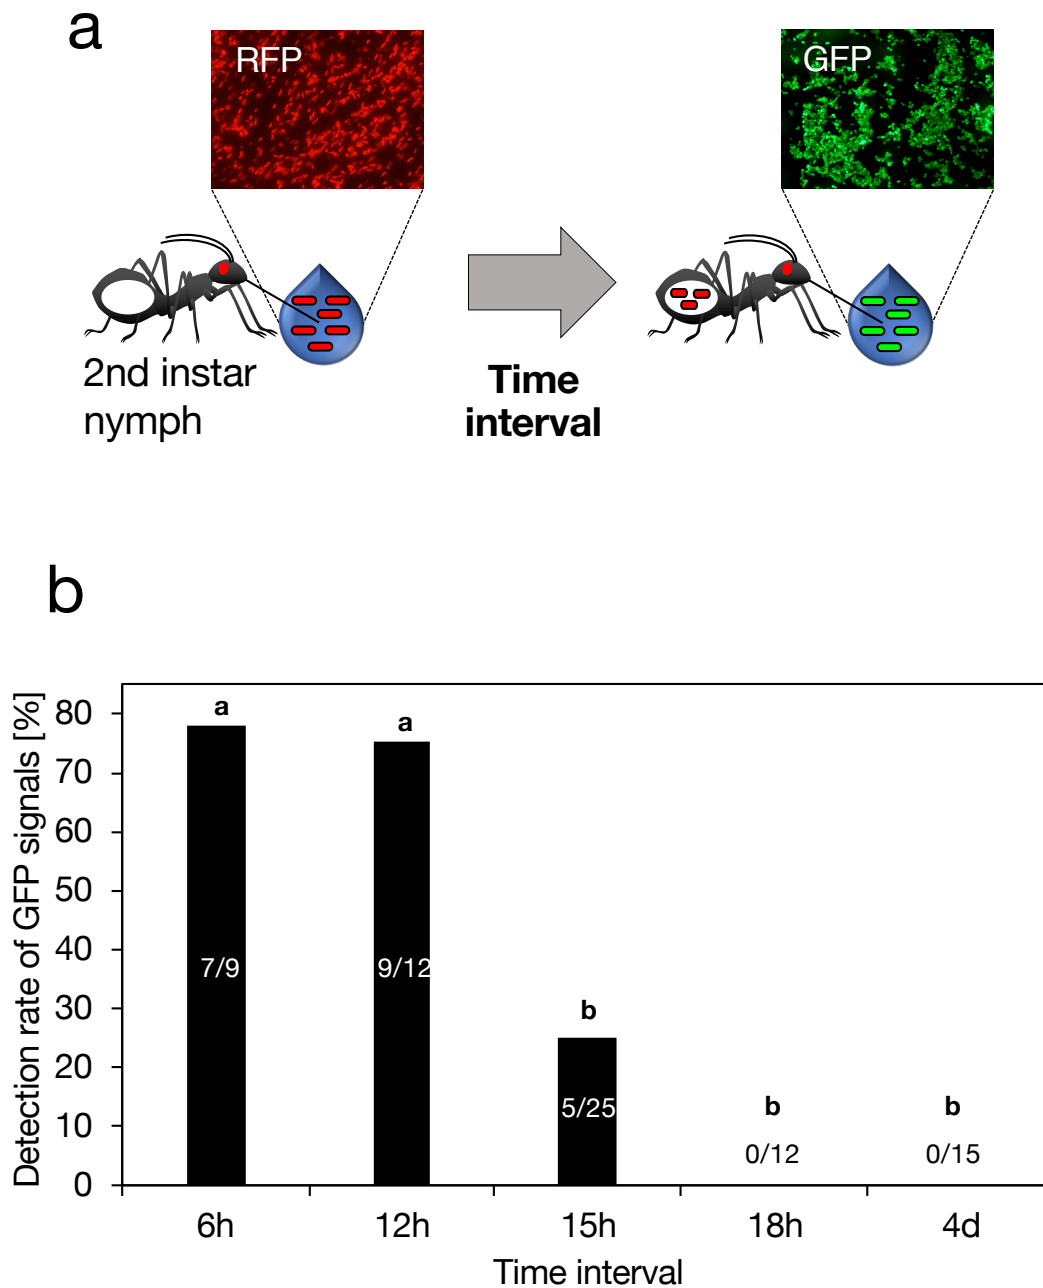 a
RFP
GFP
2nd instar
nymph
Time
interval
b
Detection rate of GFP signals [%]
80
70
60
50
40
30
20
10
0
a
a
b
b
b
7/9
9/12
5/25
0/12
0/15
6h
12h
15h
18h
4d
Time interval